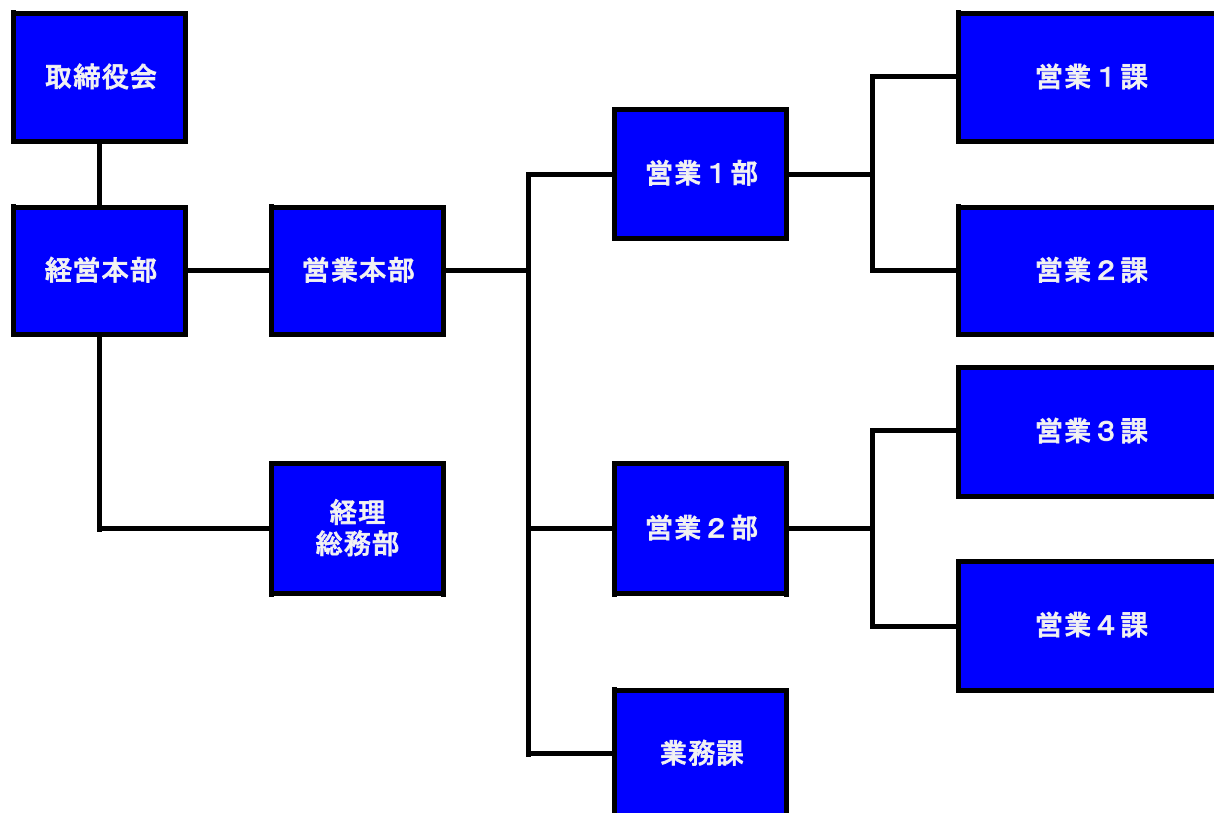 取締役会
営業１課
営業１部
経営本部
営業本部
営業２課
営業３課
経理
総務部
営業２部
営業４課
業務課